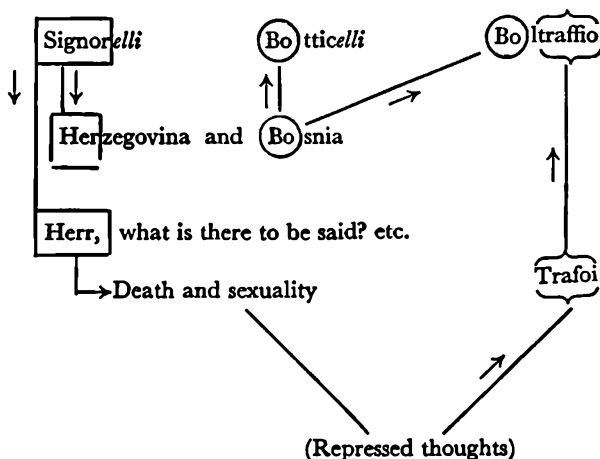 Signorelli Botticelli Boltraffio
Herzegovina and Bosnia
Herr, what is there to be said? etc.
Death and sexuality Trafoi
(Repressed thoughts)